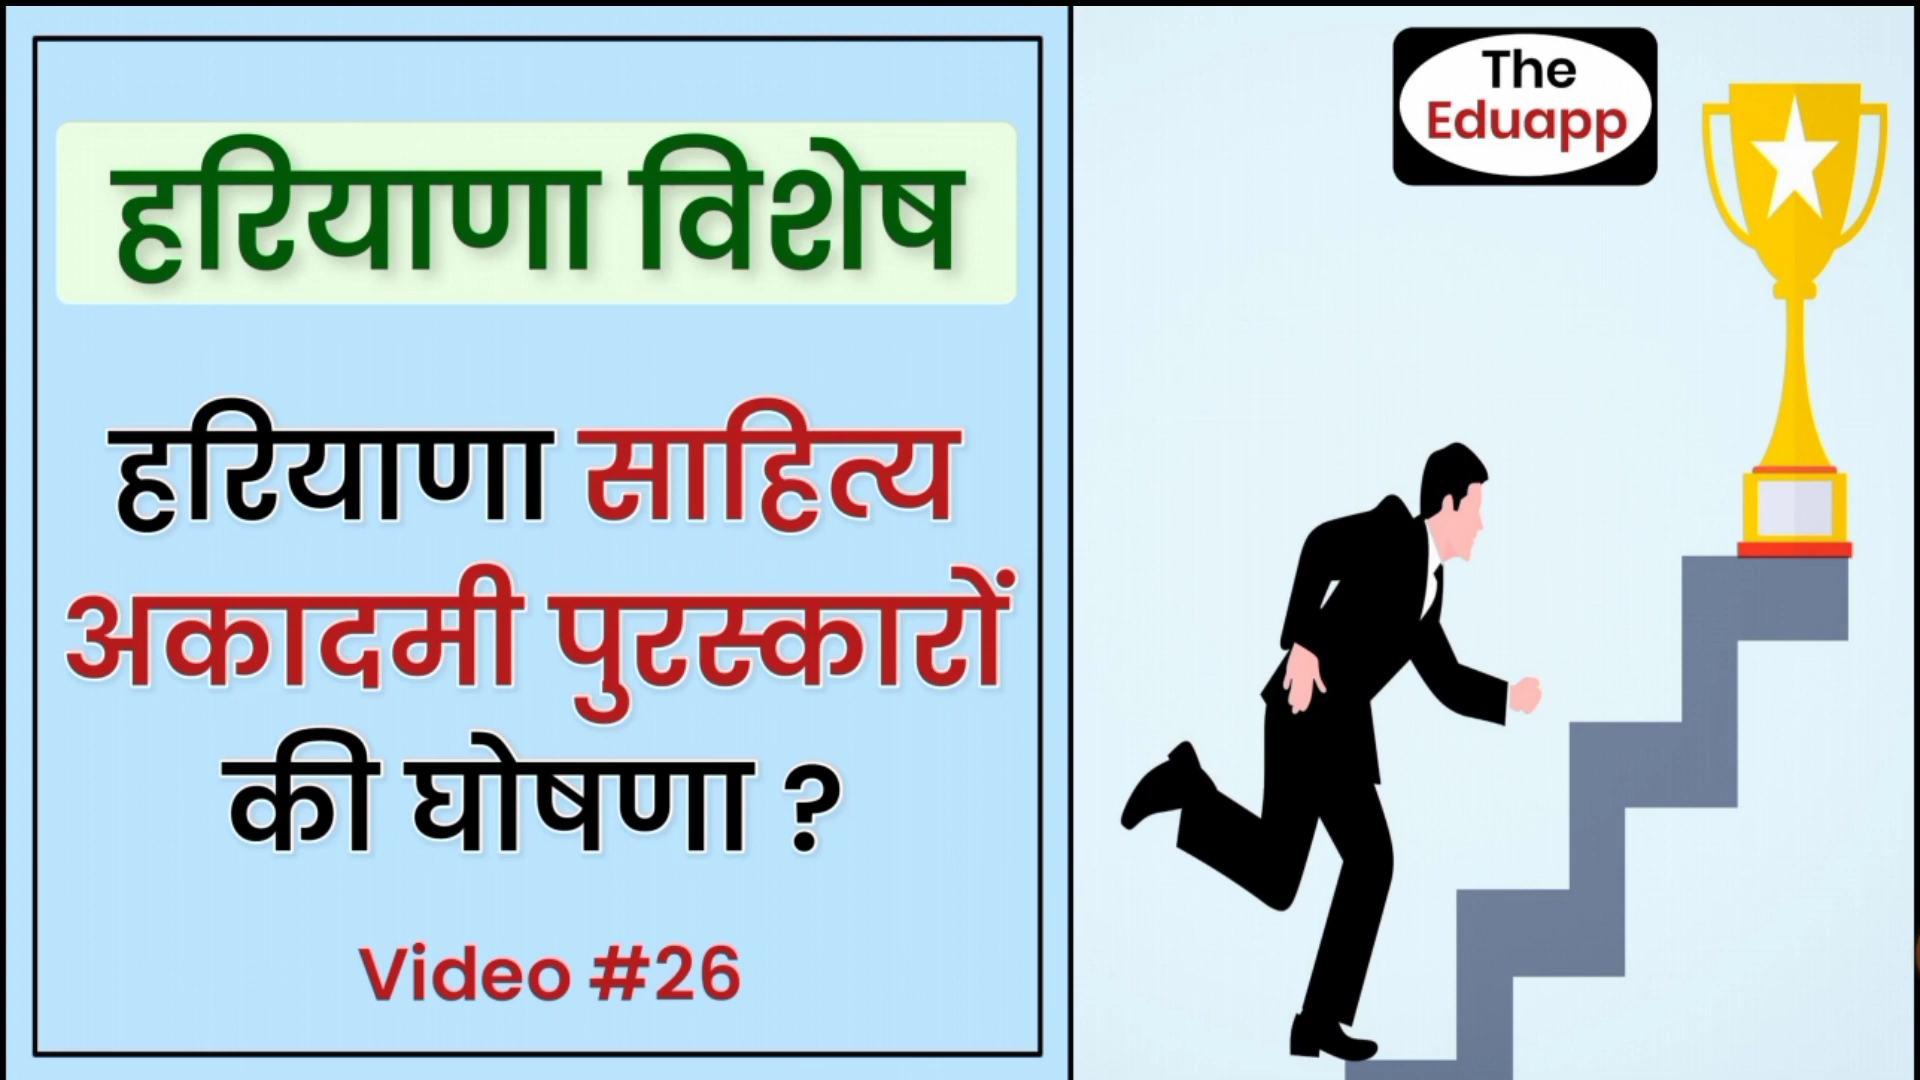 हरियाणा विशेष
हरियाणा साहित्य
अकादमी पुरस्कारों
की घोषणा ?
Video #26
The
Eduapp